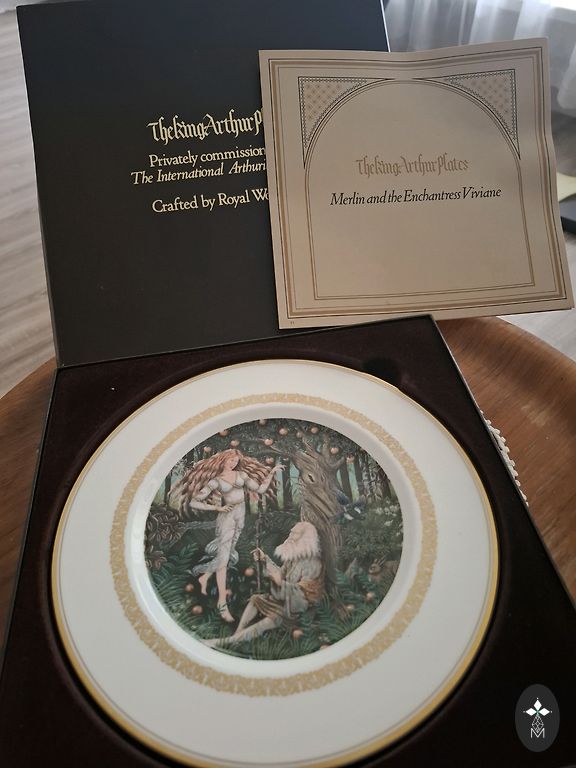 The King Arthur Pl
Privately commission
The International Arthuri
Crafted by Royal We
The King Arthur Plates
Merlin and the Enchantress Viviane
M